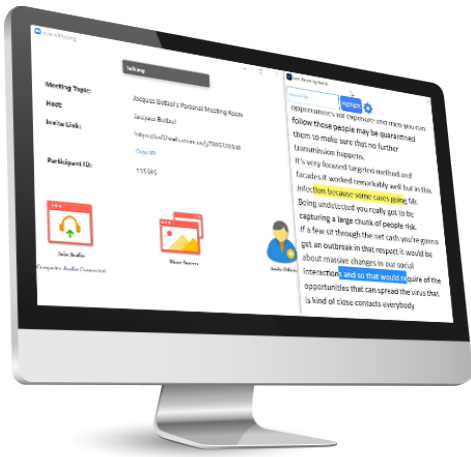 Zoom Meeting
talking:
Meeting Topic:
Jacques Botbol's Personal Meeting Room
Host:
Jacques Botbol
Invite Link:
Copy URL
Participant ID:
Join Audio
Computer Audio Connected
Share Screen
Invite Others
opportunities for exposure and then you can
follow those people may be quarantined
them to make sure that no further
transmission happens.
It's very focused targeted method and
facades it worked remarkably well but in this
infection because some cases going Mr.
Being undetected you really got to be
capturing a large chunk of people risk.
If a few sit through the net cash you're gonna
get an outbreak in that respect it would be
about massive changes in our social
interactions and so that would require of the
opportunities that can spread the virus that
is kind of close contacts everybody